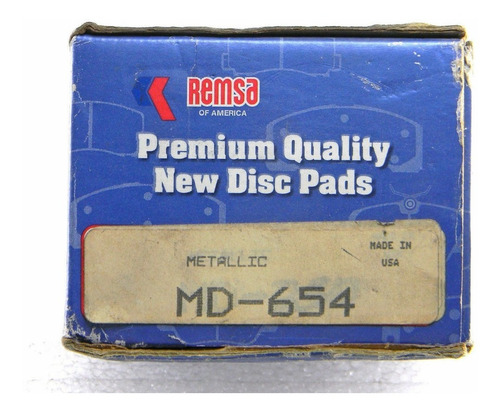 Remsa
OF AMERICA
Premium Quality
New Disc Pads
METALLIC
MADE IN
USA
MD-654